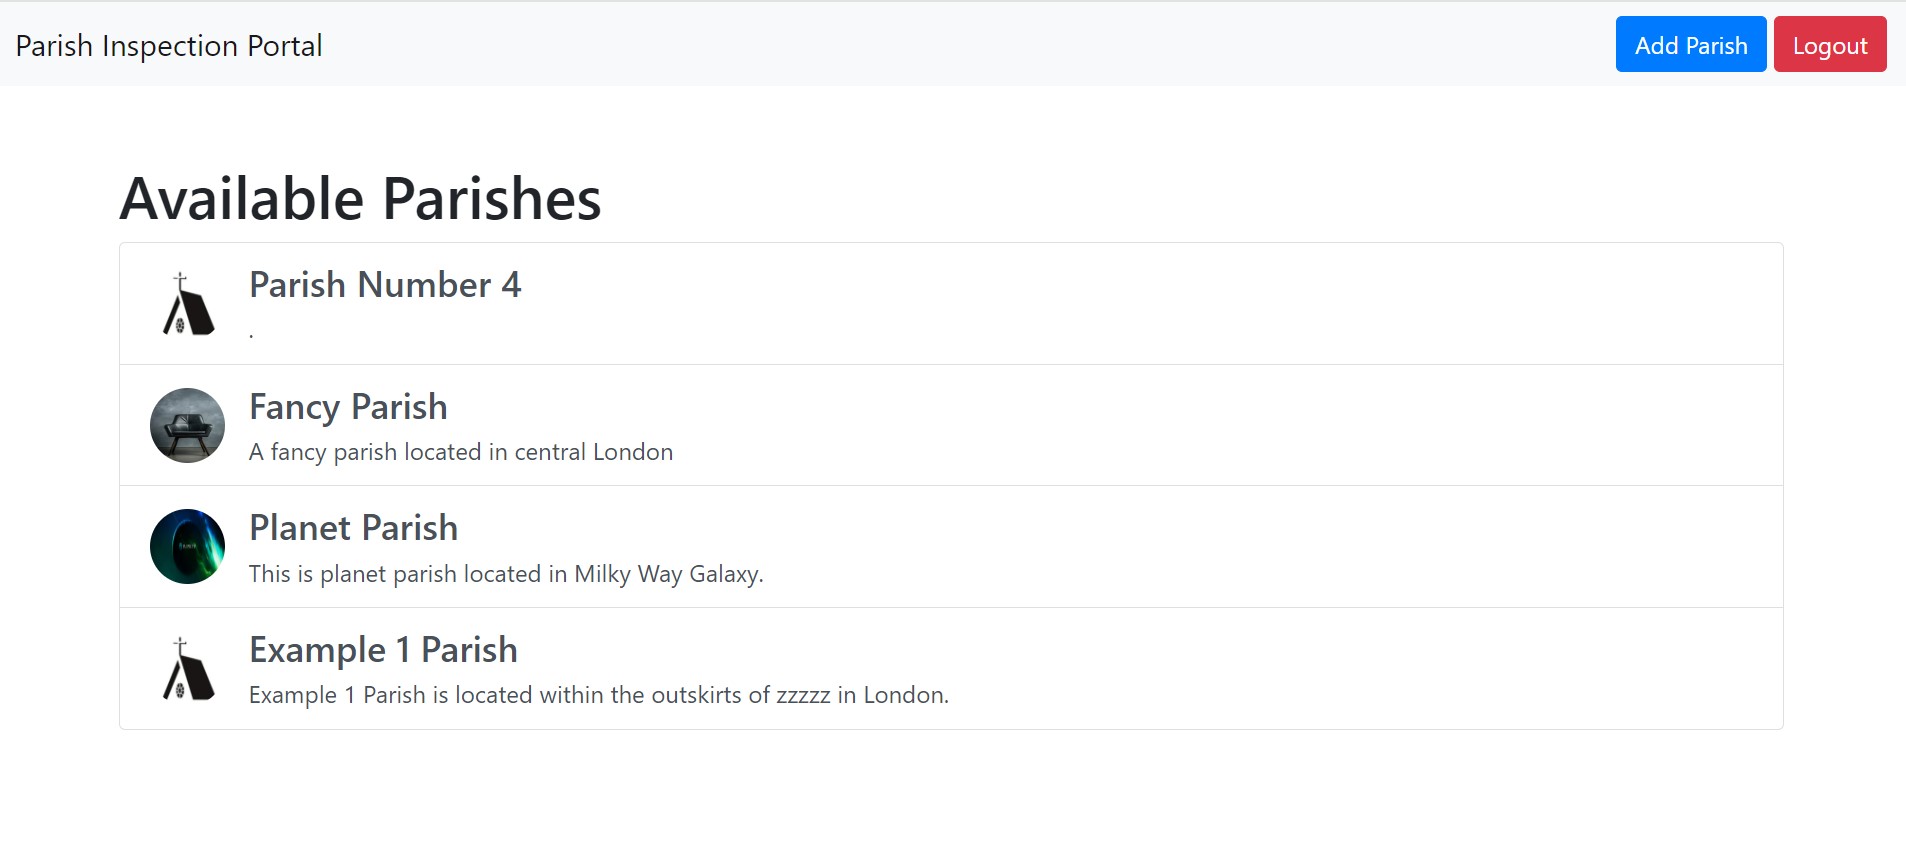 Parish Inspection Portal
Add Parish
Logout
Available Parishes
Parish Number 4
.
Fancy Parish
A fancy parish located in central London
Planet Parish
This is planet parish located in Milky Way Galaxy.
Example 1 Parish
Example 1 Parish is located within the outskirts of zzzzz in London.